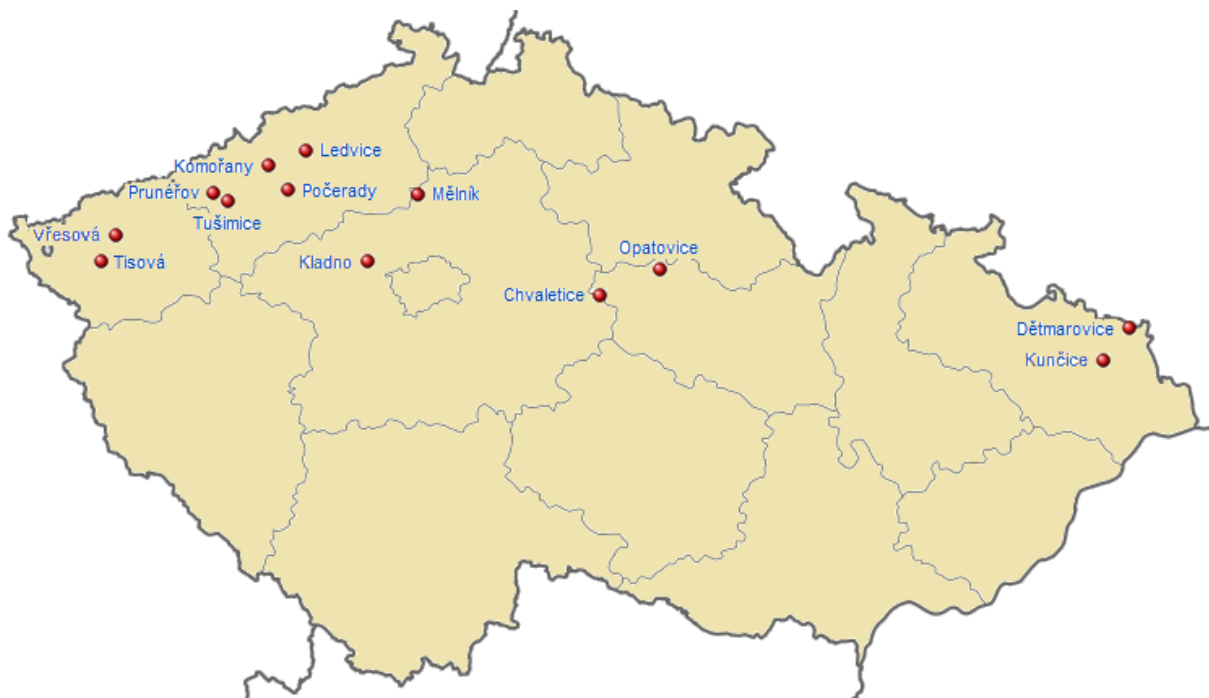 Ledvice
Komořany
Prunéřov
Počerady
Mělník
Tušimice
Vřesová
Tisová
Kladno
Opatovice
Chvaletice
Dětmarovice
Kunčice